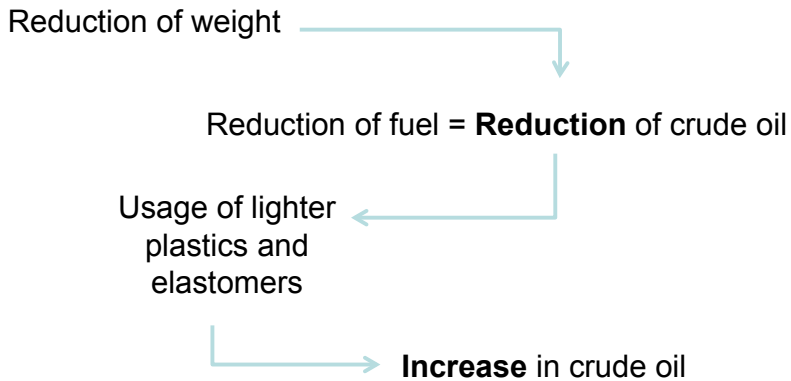 Reduction of weight
Reduction of fuel = Reduction of crude oil
Usage of lighter
plastics and
elastomers
Increase in crude oil